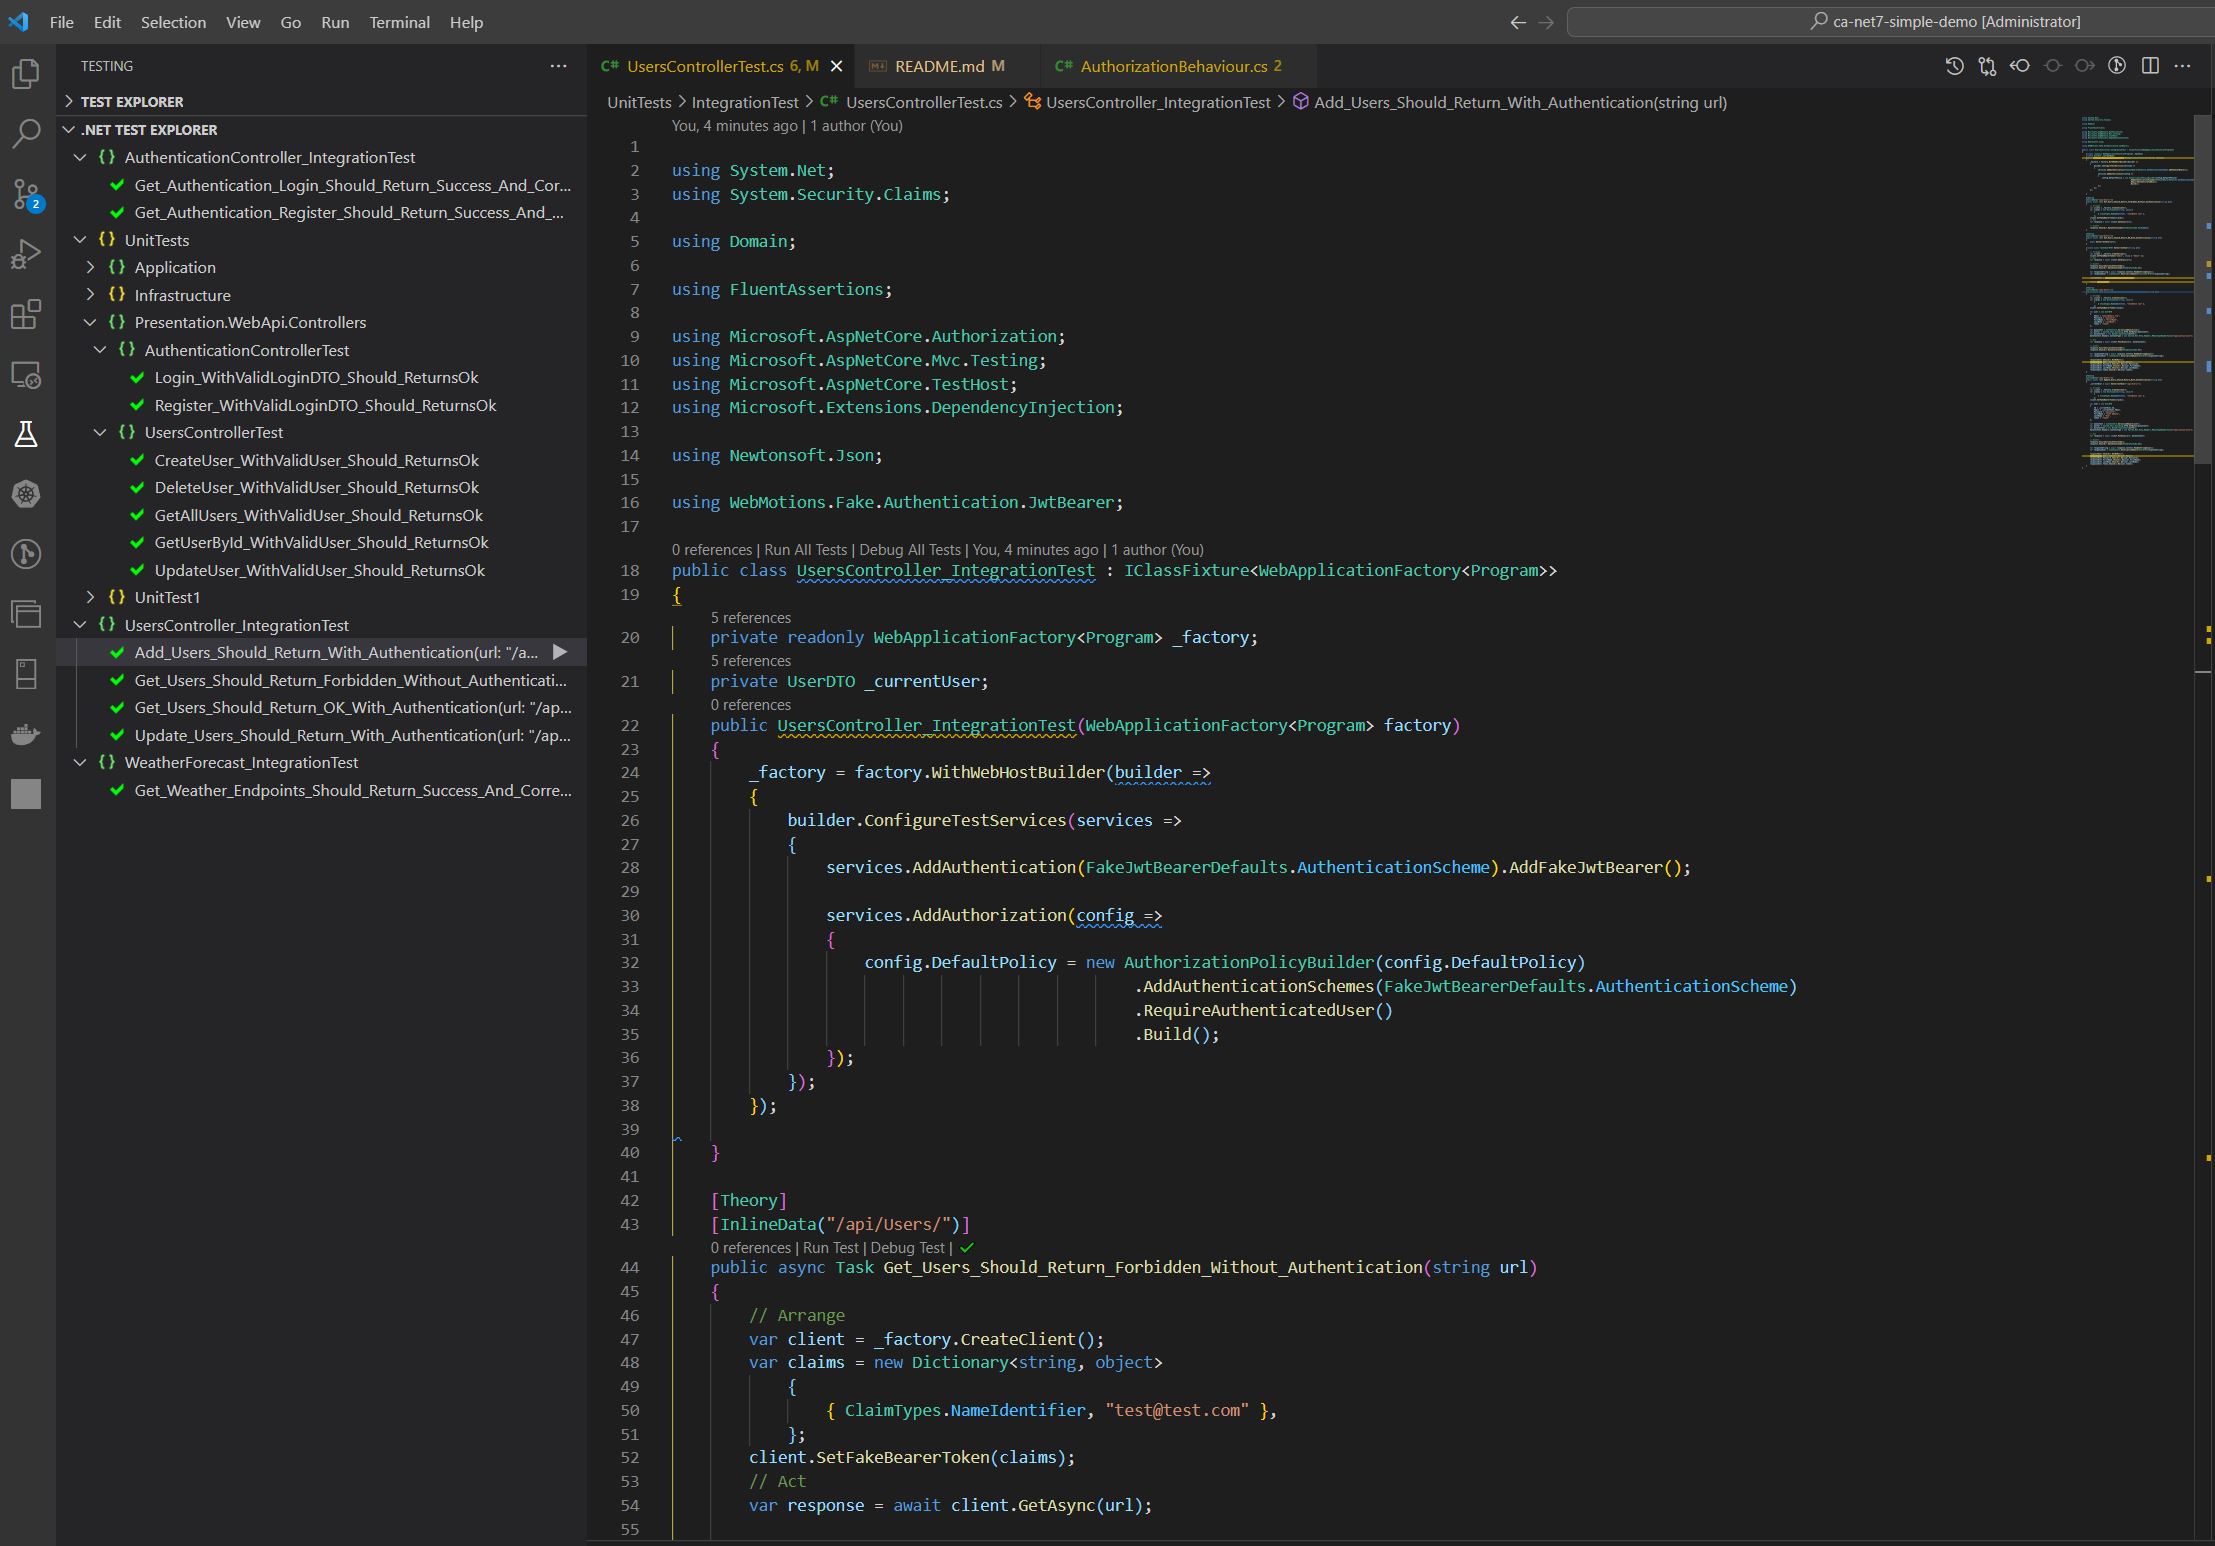 File Edit Selection View Go Run Terminal Help
ca-net7-simple-demo [Administrator]
TESTING
TEST EXPLORER
.NET TEST EXPLORER
{} AuthenticationController_IntegrationTest
Get_Authentication_Login_Should_Return_Success_And_Cor...
Get_Authentication_Register_Should_Return_Success_And_...
{} UnitTests
{} Application
{} Infrastructure
{} Presentation.WebApi.Controllers
{} AuthenticationControllerTest
Login_WithValidLoginDTO_Should_ReturnsOk
Register_WithValidLoginDTO_Should_ReturnsOk
{} UsersControllerTest
CreateUser_WithValidUser_Should_ReturnsOk
DeleteUser_WithValidUser_Should_ReturnsOk
GetAllUsers_WithValidUser_Should_ReturnsOk
GetUserById_WithValidUser_Should_ReturnsOk
UpdateUser_WithValidUser_Should_ReturnsOk
{} UnitTest1
{} UsersController_IntegrationTest
Add_Users_Should_Return_With_Authentication(url: "/a...
Get_Users_Should_Return_Forbidden_Without_Authenticati...
Get_Users_Should_Return_OK_With_Authentication(url: "/ap...
Update_Users_Should_Return_With_Authentication(url: "/ap...
{} WeatherForecast_IntegrationTest
Get_Weather_Endpoints_Should_Return_Success_And_Corre...
2
C# UsersControllerTest.cs 6, M
README.md M
C# AuthorizationBehaviour.cs 2
UnitTests > IntegrationTest > C# UsersControllerTest.cs > UsersController_IntegrationTest > Add_Users_Should_Return_With_Authentication(string url)
You, 4 minutes ago | 1 author (You)
1
2 using System.Net;
3 using System.Security.Claims;
4
5 using Domain;
6
7 using FluentAssertions;
8
9 using Microsoft.AspNetCore.Authorization;
10 using Microsoft.AspNetCore.Mvc.Testing;
11 using Microsoft.AspNetCore.TestHost;
12 using Microsoft.Extensions.DependencyInjection;
13
14 using Newtonsoft.Json;
15
16 using WebMotions.Fake.Authentication.JwtBearer;
17
0 references | Run All Tests | Debug All Tests | You, 4 minutes ago | 1 author (You)
18 public class UsersController_IntegrationTest : IClassFixture<WebApplicationFactory<Program>>
19 {
5 references
20 private readonly WebApplicationFactory<Program> _factory;
5 references
21 private UserDTO _currentUser;
0 references
22 public UsersController_IntegrationTest(WebApplicationFactory<Program> factory)
23 {
24 _factory = factory.WithWebHostBuilder(builder =>
25 {
26 builder.ConfigureTestServices(services =>
27 {
28 services.AddAuthentication(FakeJwtBearerDefaults.AuthenticationScheme).AddFakeJwtBearer();
29
30 services.AddAuthorization(config =>
31 {
32 config.DefaultPolicy = new AuthorizationPolicyBuilder(config.DefaultPolicy)
33 .AddAuthenticationSchemes(FakeJwtBearerDefaults.AuthenticationScheme)
34 .RequireAuthenticatedUser()
35 .Build();
36 });
37 });
38 });
39
40 }
41
42 [Theory]
43 [InlineData("/api/Users/")]
0 references | Run Test | Debug Test | ✓
44 public async Task Get_Users_Should_Return_Forbidden_Without_Authentication(string url)
45 {
46 // Arrange
47 var client = _factory.CreateClient();
48 var claims = new Dictionary<string, object>
49 {
50 { ClaimTypes.NameIdentifier, "test@test.com" },
51 };
52 client.SetFakeBearerToken(claims);
53 // Act
54 var response = await client.GetAsync(url);
55